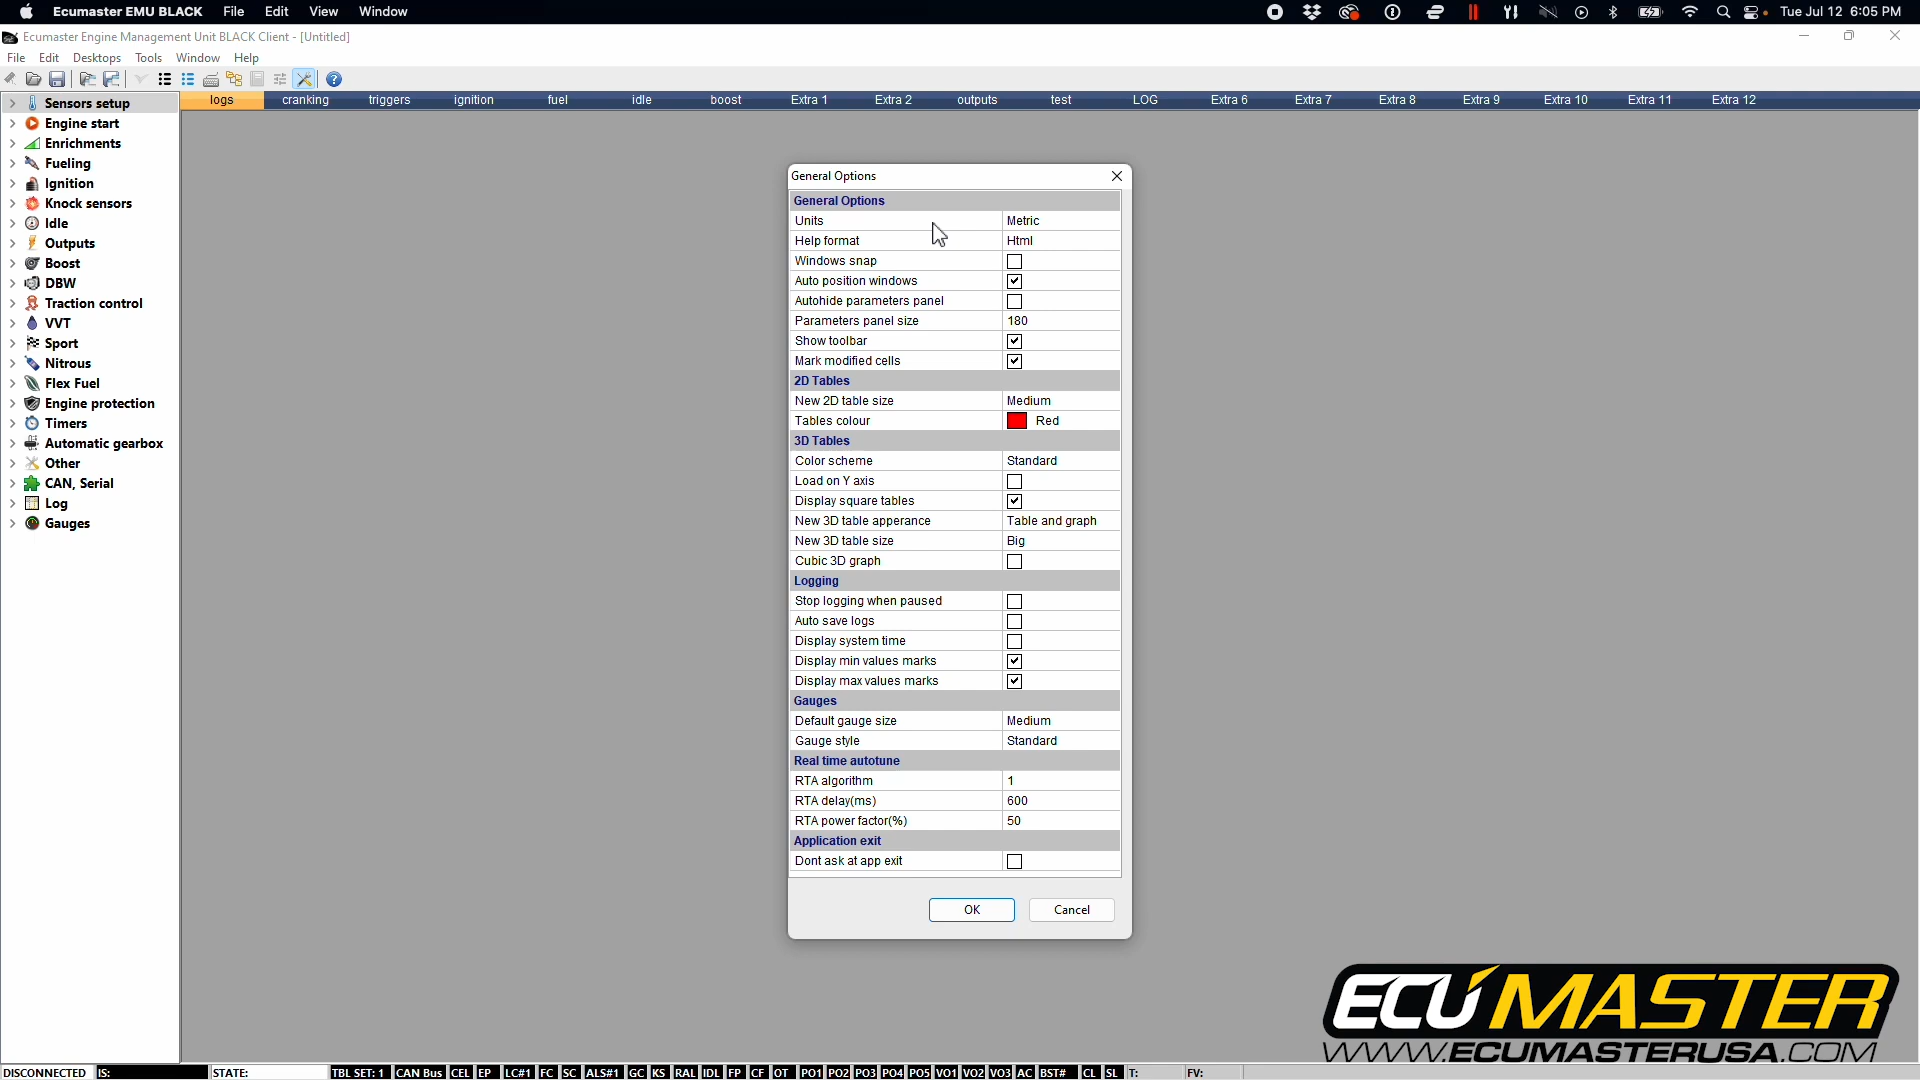 Ecumaster EMU BLACK File Edit View Window Tue Jul 12 6:05 PM
Ecumaster Engine Management Unit BLACK Client - [Untitled]
File Edit Desktops Tools Window Help
logs cranking triggers ignition fuel idle boost Extra 1 Extra 2 outputs test LOG Extra 6 Extra 7 Extra 8 Extra 9 Extra 10 Extra 11 Extra 12
Sensors setup
Engine start
Enrichments
Fueling
Ignition
Knock sensors
Idle
Outputs
Boost
DBW
Traction control
VVT
Sport
Nitrous
Flex Fuel
Engine protection
Timers
Automatic gearbox
Other
CAN, Serial
Log
Gauges
General Options
General Options
Units Metric
Help format Html
Windows snap
Auto position windows
Autohide parameters panel
Parameters panel size 180
Show toolbar
Mark modified cells
2D Tables
New 2D table size Medium
Tables colour Red
3D Tables
Color scheme Standard
Load on Y axis
Display square tables
New 3D table apperance Table and graph
New 3D table size Big
Cubic 3D graph
Logging
Stop logging when paused
Auto save logs
Display system time
Display min values marks
Display max values marks
Gauges
Default gauge size Medium
Gauge style Standard
Real time autotune
RTA algorithm 1
RTA delay(ms) 600
RTA power factor(%) 50
Application exit
Dont ask at app exit
OK Cancel
ECUMASTER
WWW.ECUMASTERUSA.COM
DISCONNECTED IS: STATE: TBL SET: 1 CAN Bus CEL EP LC#1 FC SC ALS#1 GC KS RAL IDL FP CF OT PO1 PO2 PO3 PO4 PO5 VO1 VO2 VO3 AC BST# CL SL T: FV: